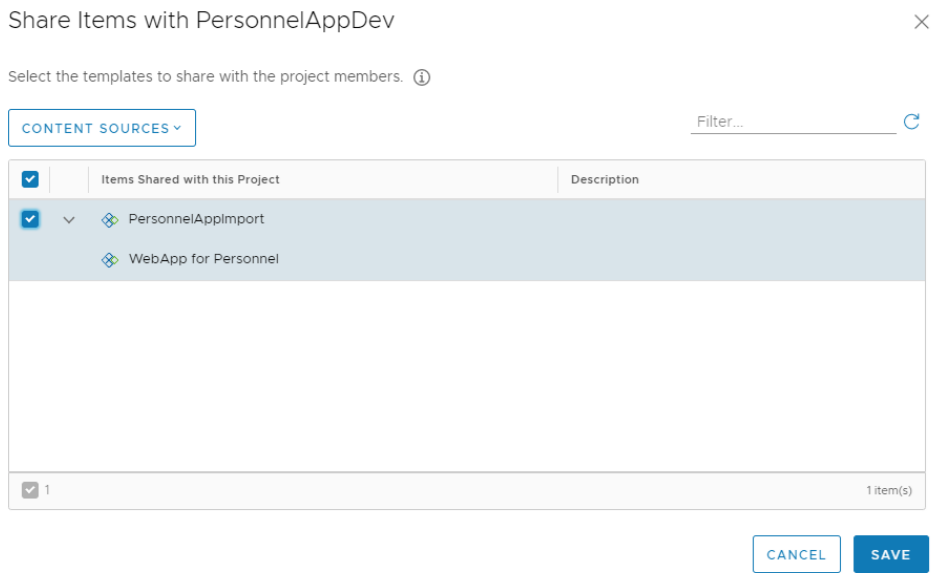 Share Items with PersonnelAppDev
Select the templates to share with the project members.
CONTENT SOURCES
Filter...
Items Shared with this Project
Description
PersonnelAppImport
WebApp for Personnel
1
1 item(s)
CANCEL
SAVE